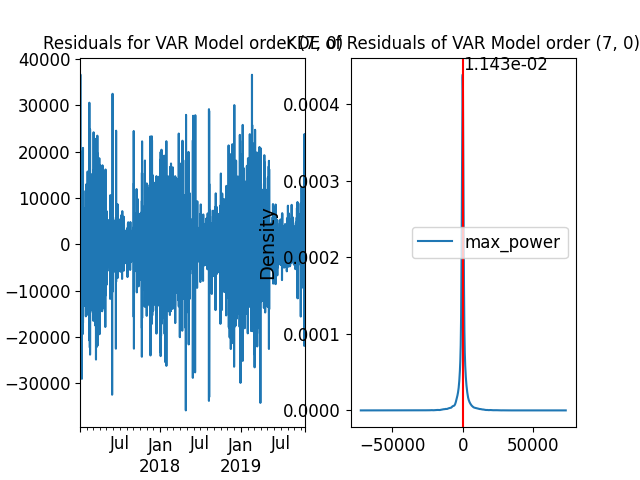 Residuals for VAR Model order (7, 0)
KDE of Residuals of VAR Model order (7, 0)
40000
30000
20000
10000
0
−10000
−20000
−30000
Jul
Jan
2018
Jul
Jan
2019
Jul
1.143e-02
0.0004
0.0003
0.0002
0.0001
0.0000
Density
max_power
−50000
0
50000